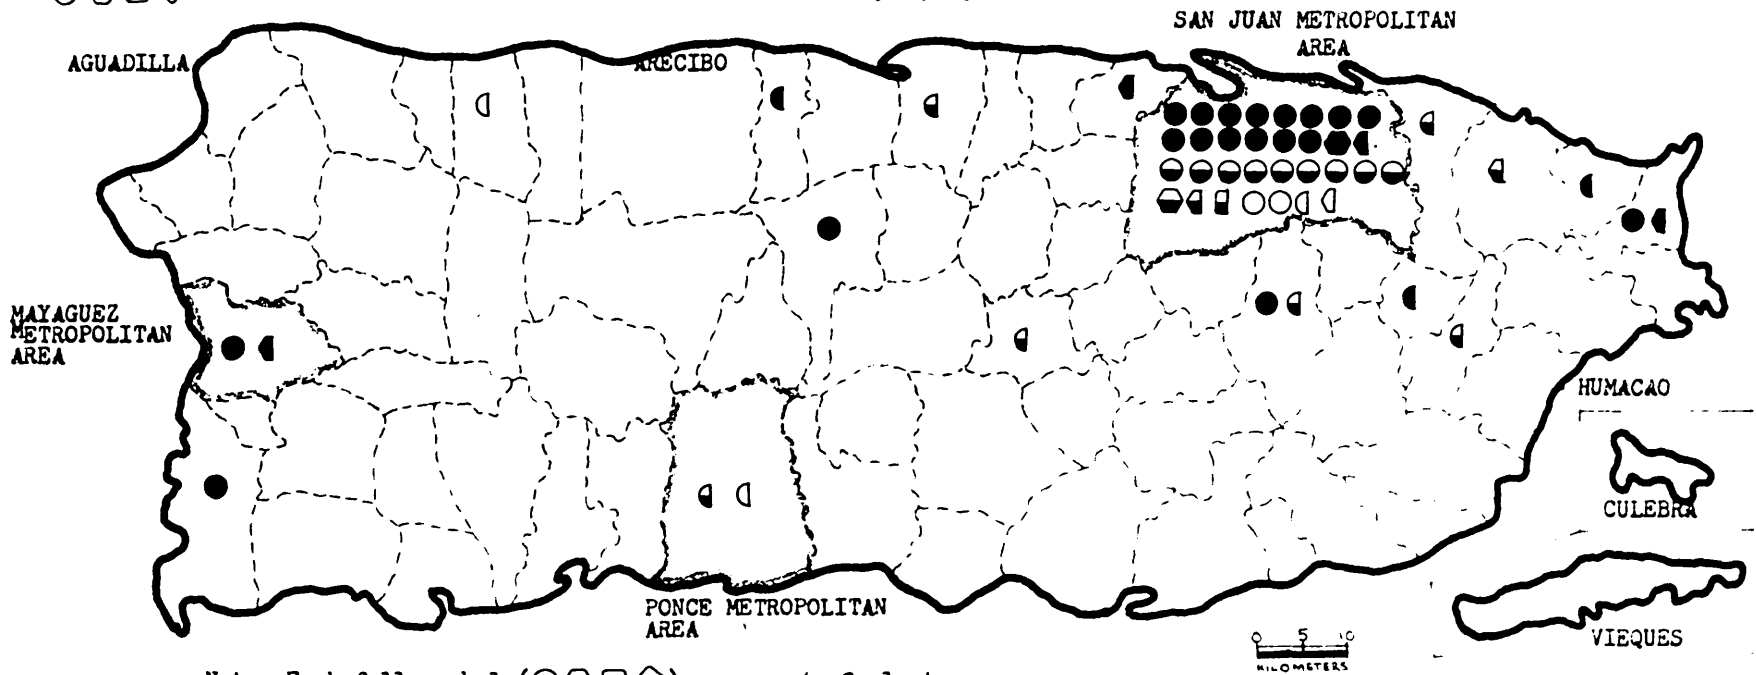 SAN JUAN METROPOLITAN
AREA
AGUADILLA
ARECIBO
MAYAGUEZ
METROPOLITAN
AREA
HUMACAO
CULEBRA
PONCE METROPOLITAN
AREA
VIEQUES
0 5 10
KILOMETERS